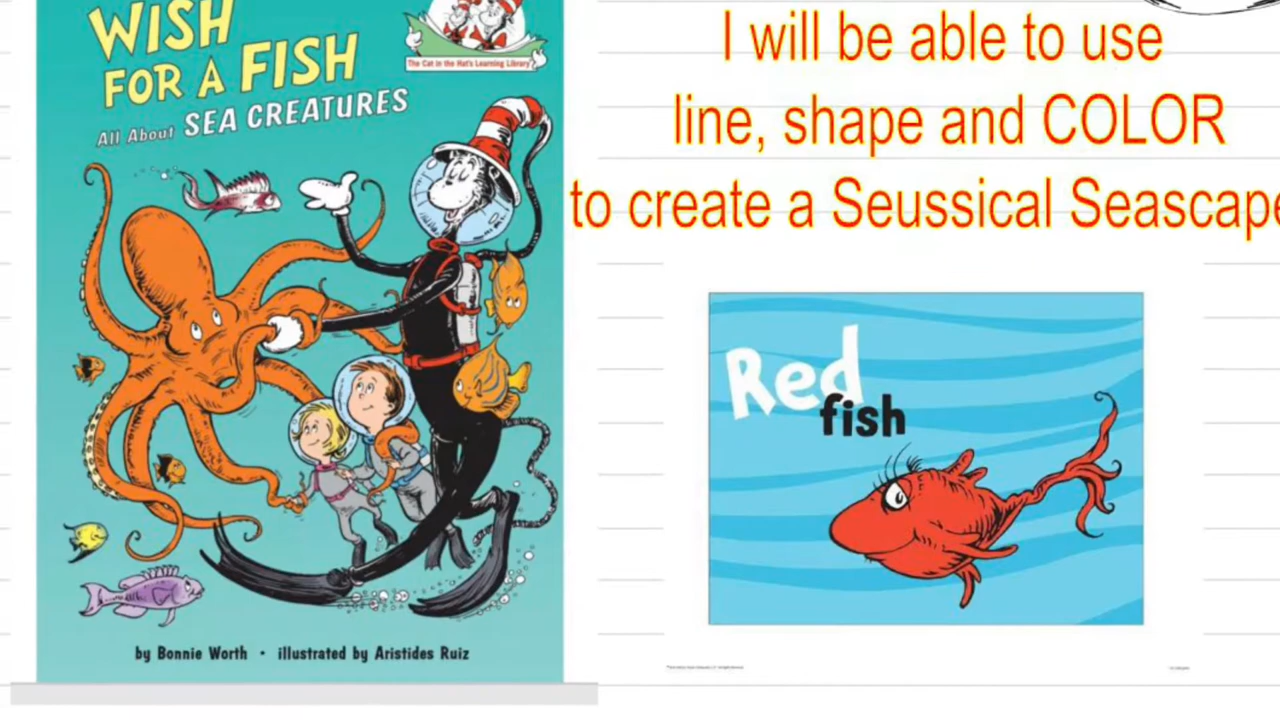 WISH
FOR A FISH
All About SEA CREATURES
The Cat in the Hat's Learning Library
by Bonnie Worth • illustrated by Aristides Ruiz
I will be able to use
line, shape and COLOR
to create a Seussical Seascape
Red
fish